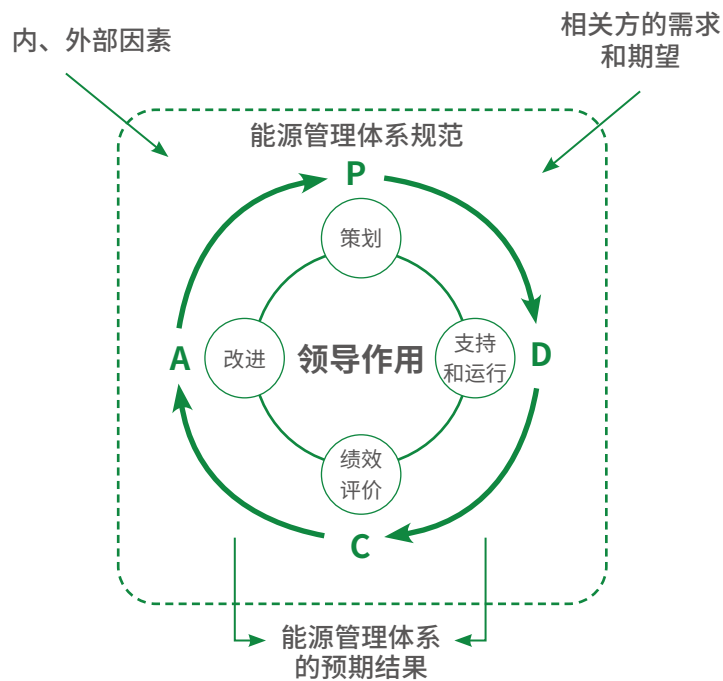 内、外部因素
相关方的需求
和期望
能源管理体系规范
P
策划
A
改进
领导作用
支持
和运行
D
绩效
评价
C
能源管理体系
的预期结果